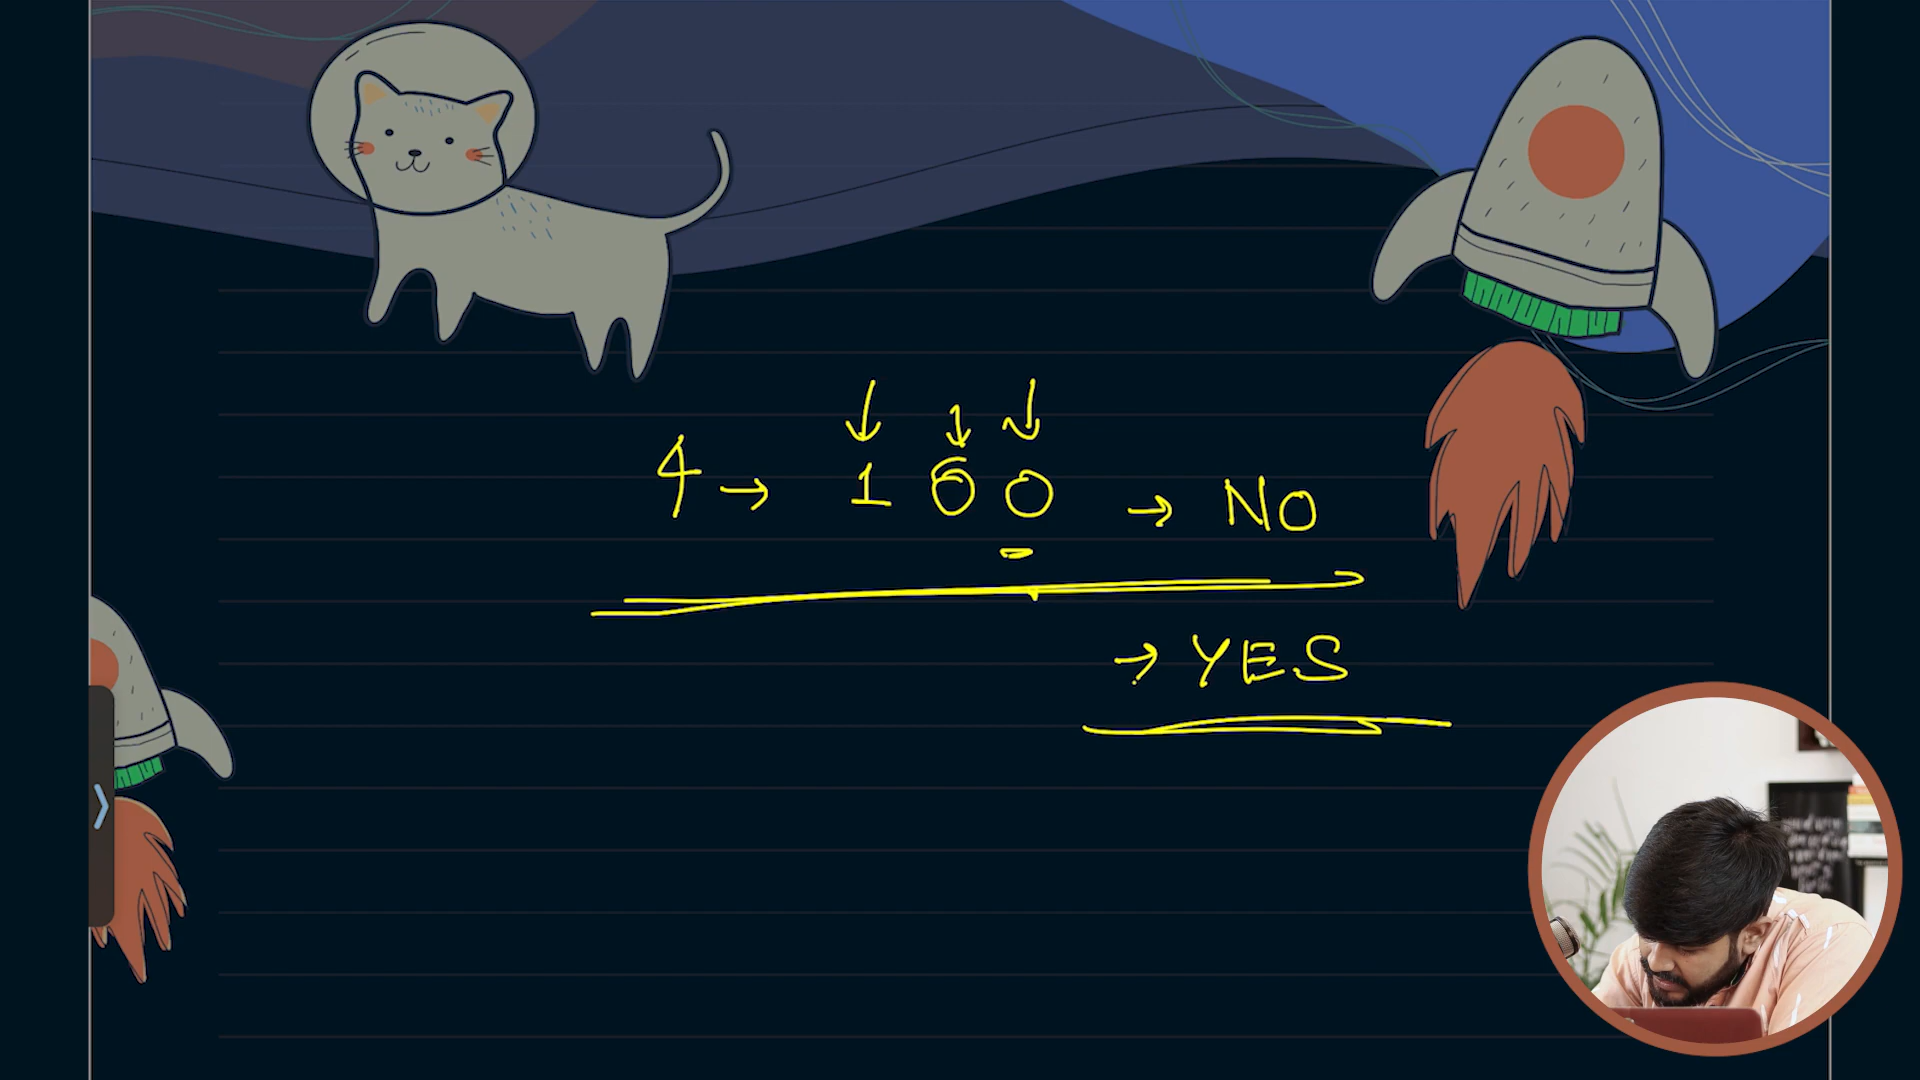 4 → 1 0 0 → NO
→ YES